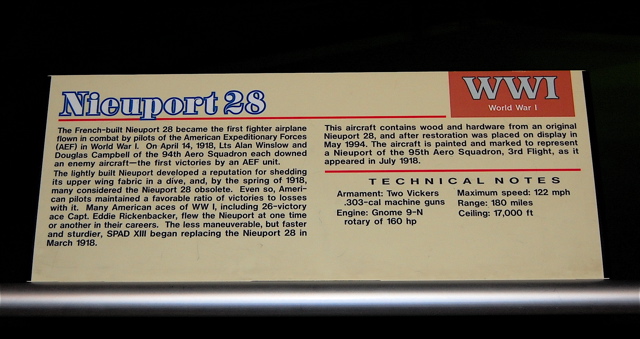 Nieuport 28
WWI
World War I
The French-built Nieuport 28 became the first fighter airplane
flown in combat by pilots of the American Expeditionary Forces
(AEF) in World War I. On April 14, 1918, Lts Alan Winslow and
Douglas Campbell of the 94th Aero Squadron each downed
an enemy aircraft—the first victories by an AEF unit.
The lightly built Nieuport developed a reputation for shedding
its upper wing fabric in a dive, and, by the spring of 1918,
many considered the Nieuport 28 obsolete. Even so, Ameri-
can pilots maintained a favorable ratio of victories to losses
with it. Many American aces of WW I, including 26-victory
ace Capt. Eddie Rickenbacker, flew the Nieuport at one time
or another in their careers. The less maneuverable, but faster
and sturdier, SPAD XIII began replacing the Nieuport 28 in
March 1918.
This aircraft contains wood and hardware from an original
Nieuport 28, and after restoration was placed on display in
May 1994. The aircraft is painted and marked to represent
a Nieuport of the 95th Aero Squadron, 3rd Flight, as it
appeared in July 1918.
TECHNICAL NOTES
Armament: Two Vickers
.303-cal machine guns
Engine: Gnome 9-N
rotary of 160 hp
Maximum speed: 122 mph
Range: 180 miles
Ceiling: 17,000 ft